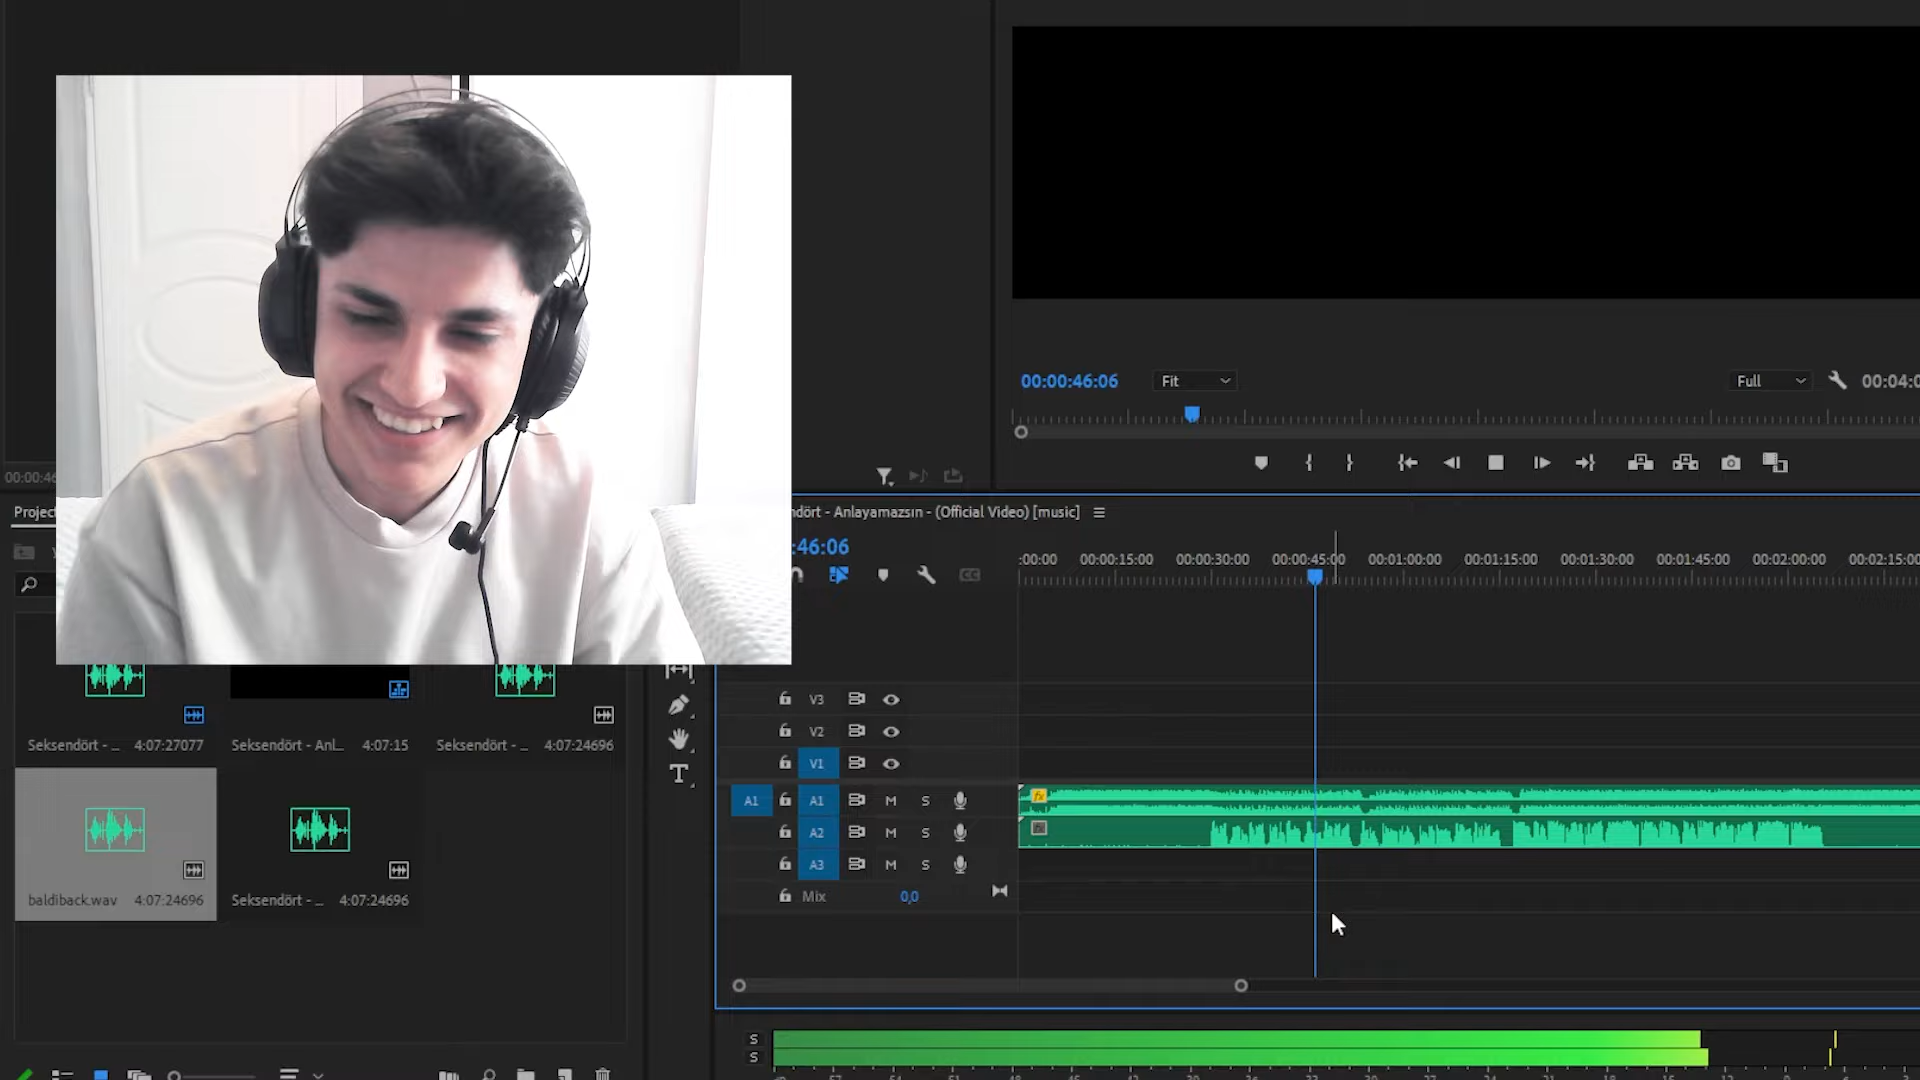 00:00:46:06
Fit
Full
00:04:0
00:00:46
Project
ndört - Anlayamazsın - (Official Video) [music]
:46:06
:00:00 00:00:15:00 00:00:30:00 00:00:45:00 00:01:00:00 00:01:15:00 00:01:30:00 00:01:45:00 00:02:00:00 00:02:15:00
V3
V2
V1
A1 A1 M S
A2 M S
A3 M S
Mix 0,0
fx
Seksendört - ... 4:07:27077
Seksendört - Anl... 4:07:15
Seksendört - ... 4:07:24696
baldiback.wav 4:07:24696
Seksendört - ... 4:07:24696
S
S